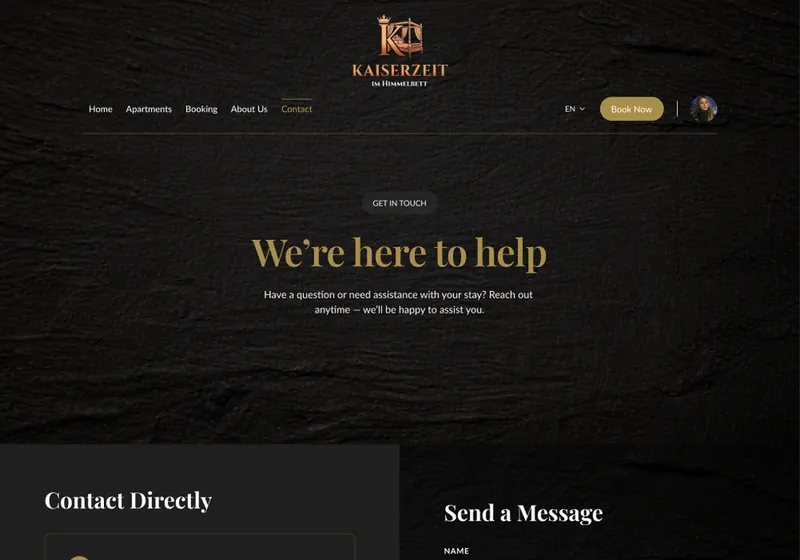 KAISERZEIT
IM HIMMELBETT
Home Apartments Booking About Us Contact EN Book Now
GET IN TOUCH
We’re here to help
Have a question or need assistance with your stay? Reach out
anytime — we’ll be happy to assist you.
Contact Directly
Send a Message
NAME